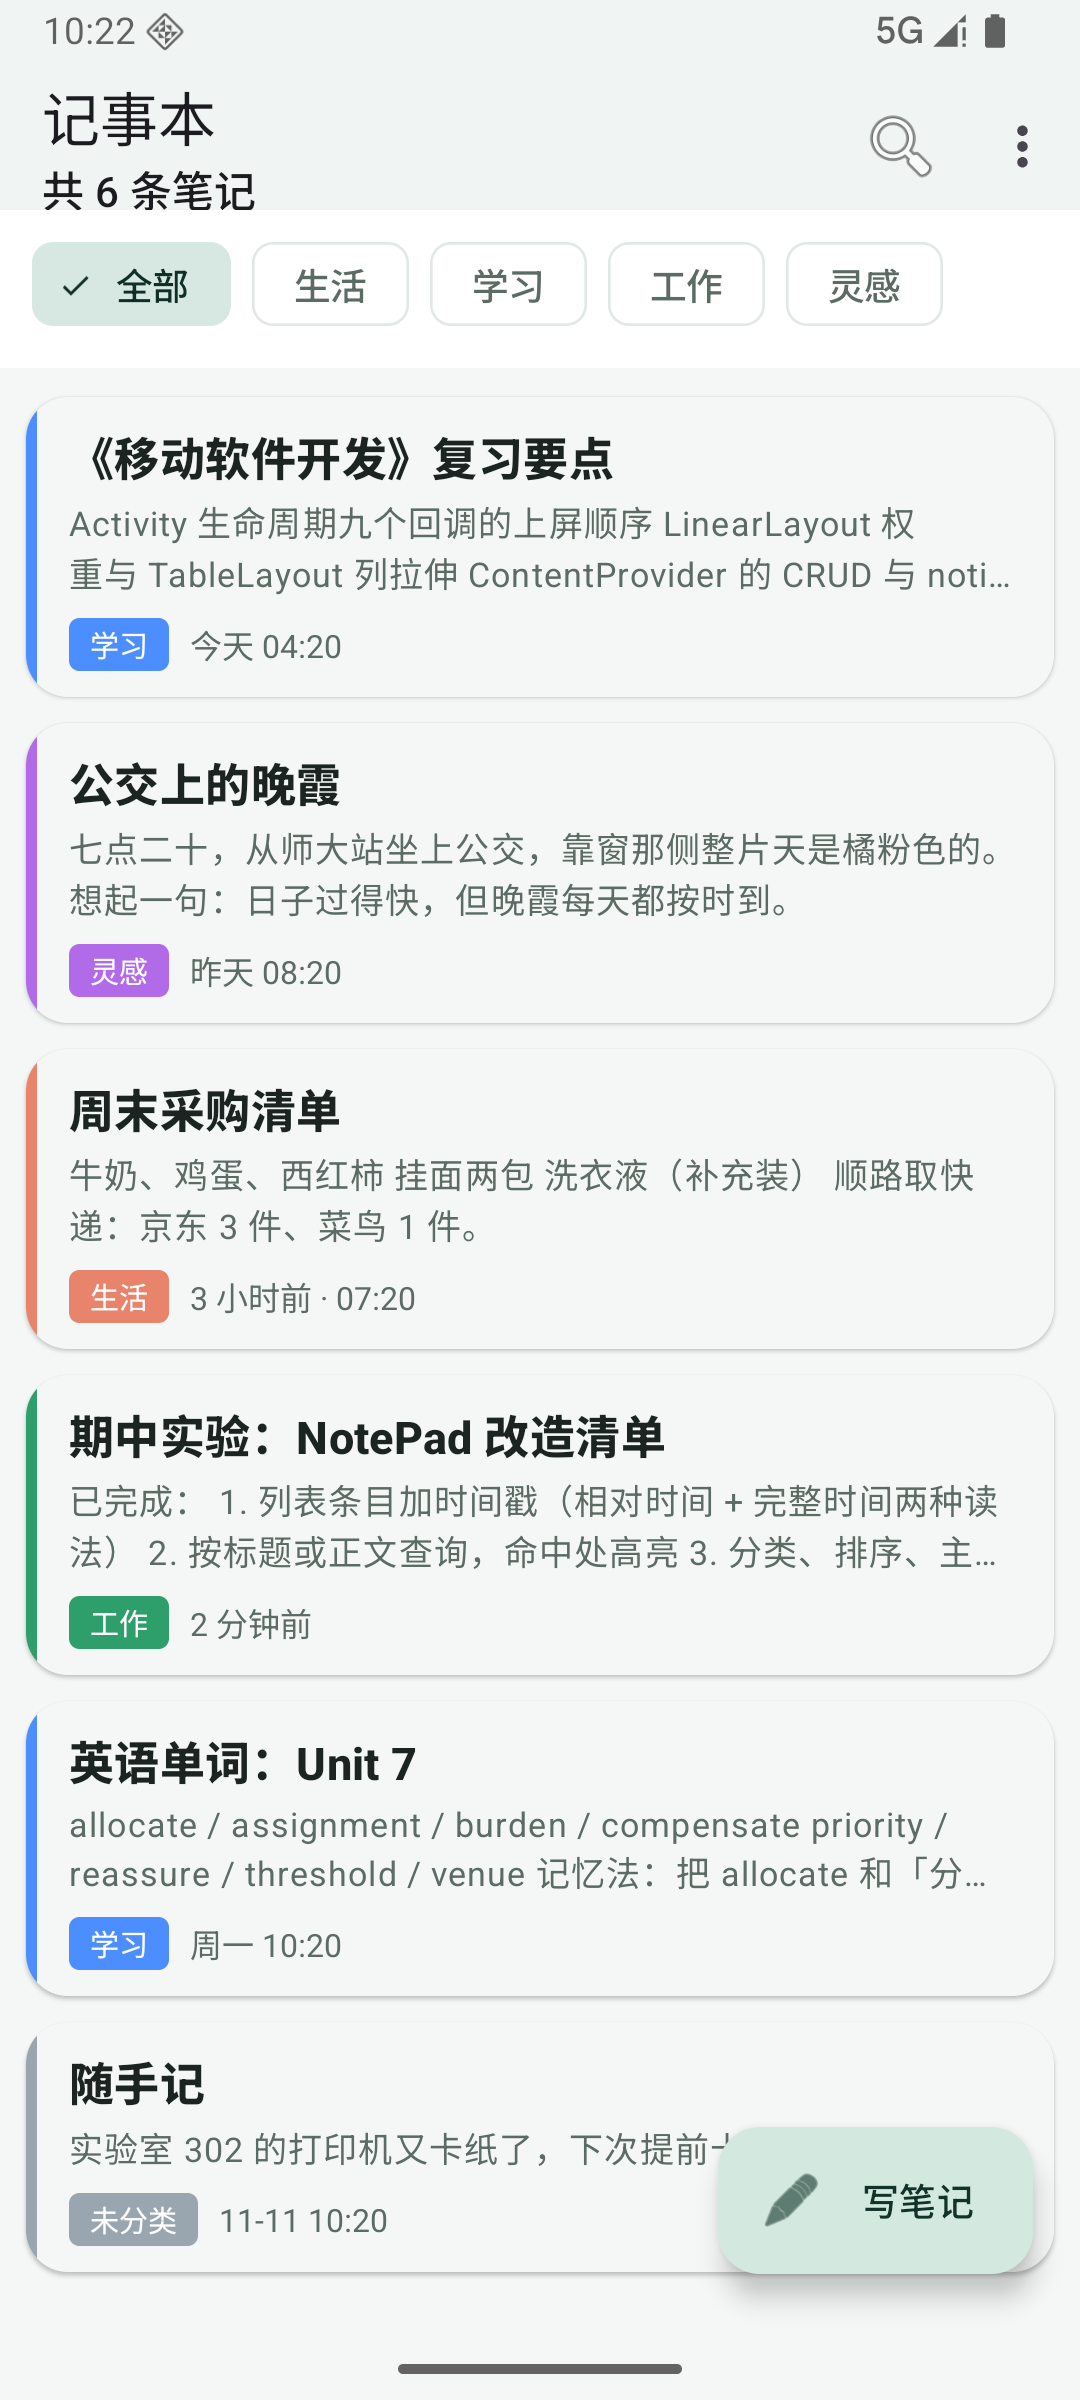 10:22
5G
记事本
共 6 条笔记
全部
生活
学习
工作
灵感
《移动软件开发》复习要点
Activity 生命周期九个回调的上屏顺序 LinearLayout 权
重与 TableLayout 列拉伸 ContentProvider 的 CRUD 与 noti…
学习
今天 04:20
公交上的晚霞
七点二十，从师大站坐上公交，靠窗那侧整片天是橘粉色的。
想起一句：日子过得快，但晚霞每天都按时到。
灵感
昨天 08:20
周末采购清单
牛奶、鸡蛋、西红柿 挂面两包 洗衣液（补充装） 顺路取快
递：京东 3 件、菜鸟 1 件。
生活
3 小时前 · 07:20
期中实验：NotePad 改造清单
已完成： 1. 列表条目加时间戳（相对时间 + 完整时间两种读
法） 2. 按标题或正文查询，命中处高亮 3. 分类、排序、主…
工作
2 分钟前
英语单词：Unit 7
allocate / assignment / burden / compensate priority /
reassure / threshold / venue 记忆法：把 allocate 和「分…
学习
周一 10:20
随手记
实验室 302 的打印机又卡纸了，下次提前
未分类
11-11 10:20
写笔记